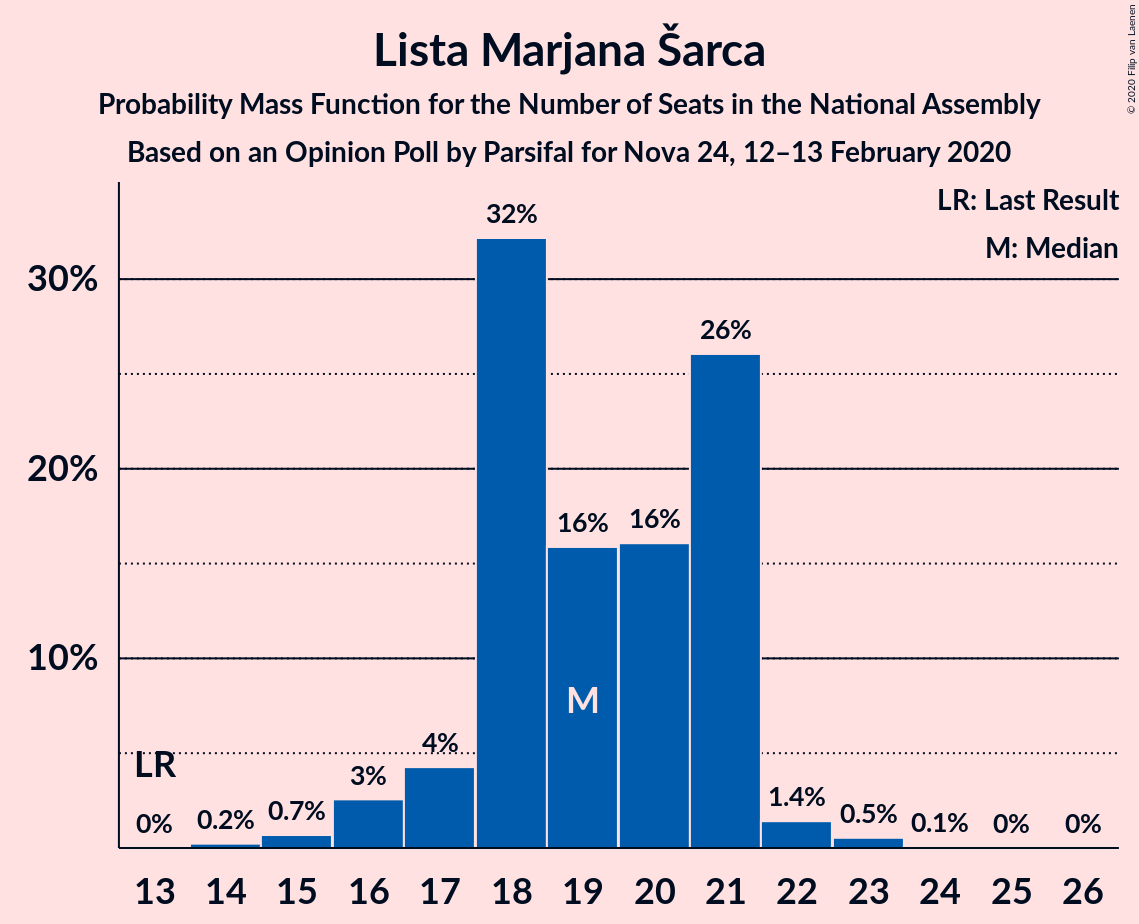 Lista Marjana Šarca
Probability Mass Function for the Number of Seats in the National Assembly
Based on an Opinion Poll by Parsifal for Nova 24, 12–13 February 2020
© 2020 Filip van Laenen
LR: Last Result
M: Median
30%
20%
10%
LR
0%
0.2%
0.7%
3%
4%
32%
16%
M
16%
26%
1.4%
0.5%
0.1%
0%
0%
13 14 15 16 17 18 19 20 21 22 23 24 25 26